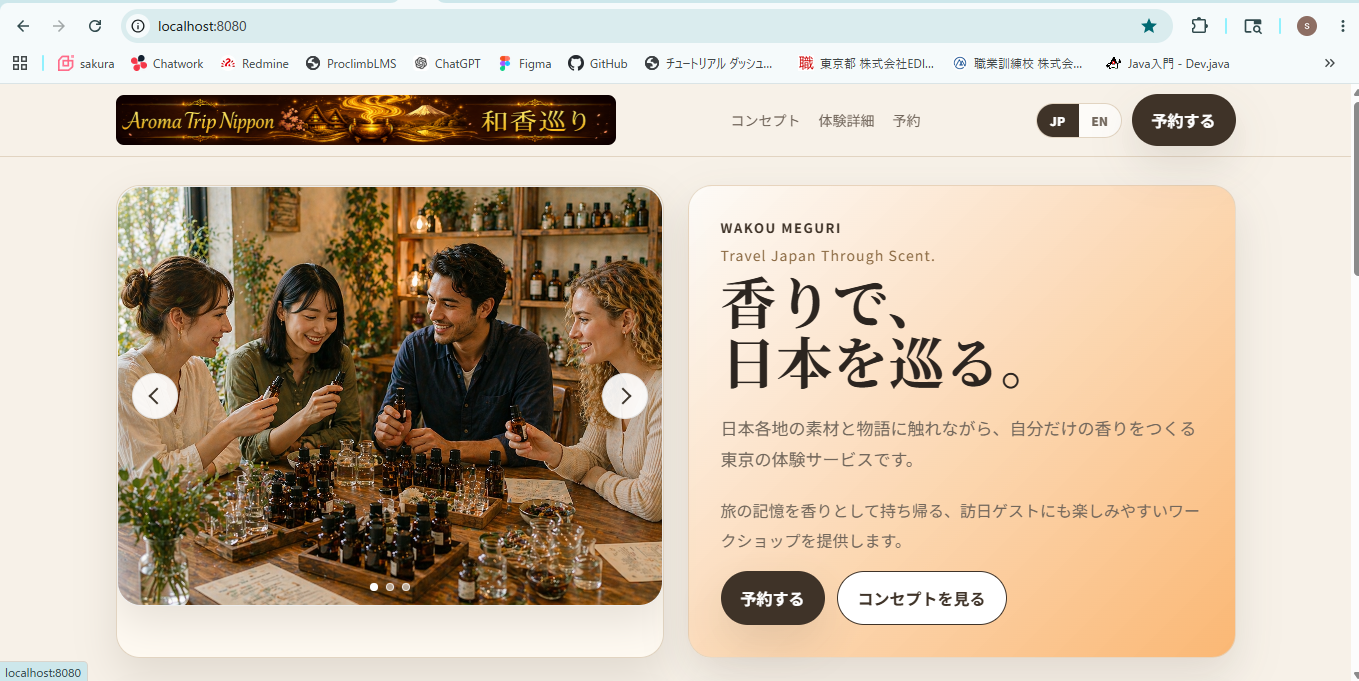 localhost:8080
S
sakura
Chatwork
Redmine
ProclimbLMS
ChatGPT
Figma
GitHub
チュートリアル ダッシュ...
職 東京都 株式会社EDI...
職業訓練校 株式会...
Java入門 - Dev.java
Aroma Trip Nippon
和香巡り
コンセプト
体験詳細
予約
JP
EN
予約する
WAKOU MEGURI
Travel Japan Through Scent.
香りで、
日本を巡る。
日本各地の素材と物語に触れながら、自分だけの香りをつくる
東京の体験サービスです。
旅の記憶を香りとして持ち帰る、訪日ゲストにも楽しみやすいワー
クショップを提供します。
予約する
コンセプトを見る
localhost:8080